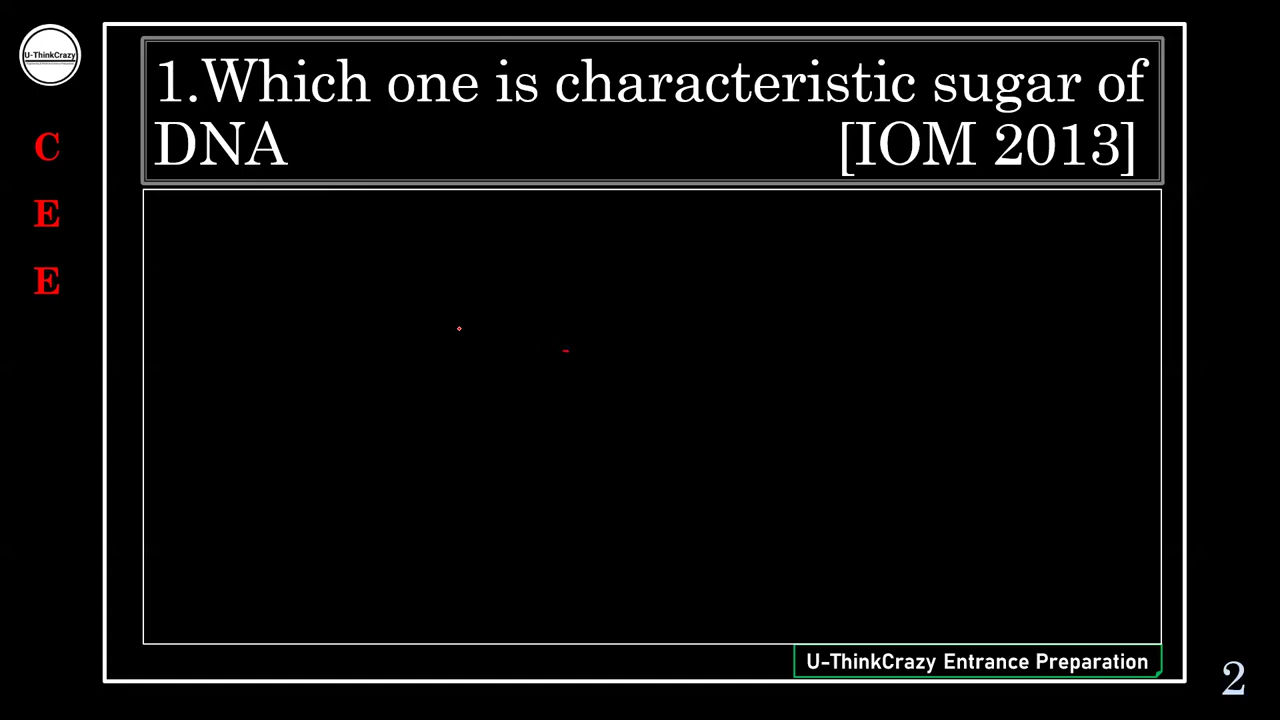 U-ThinkCrazy
1.Which one is characteristic sugar of
DNA [IOM 2013]
C
E
E
U-ThinkCrazy Entrance Preparation
2